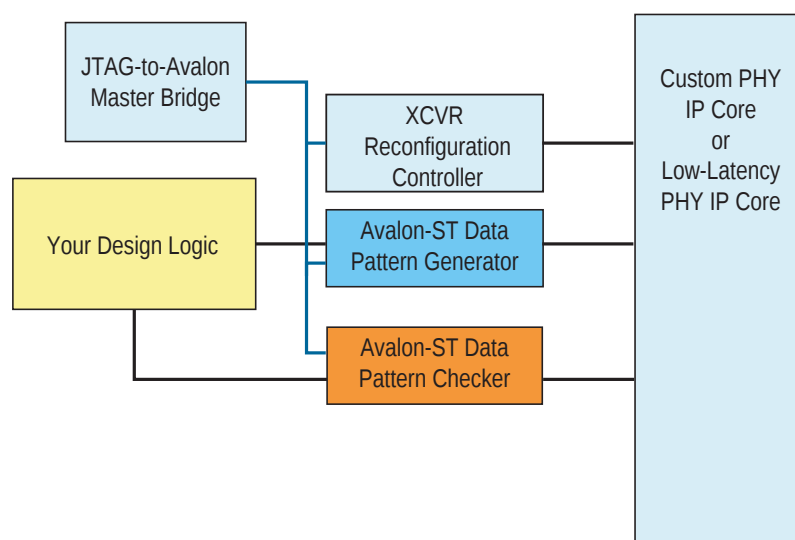 JTAG-to-Avalon
Master Bridge
XCVR
Reconfiguration
Controller
Custom PHY
IP Core
or
Low-Latency
PHY IP Core
Your Design Logic
Avalon-ST Data
Pattern Generator
Avalon-ST Data
Pattern Checker